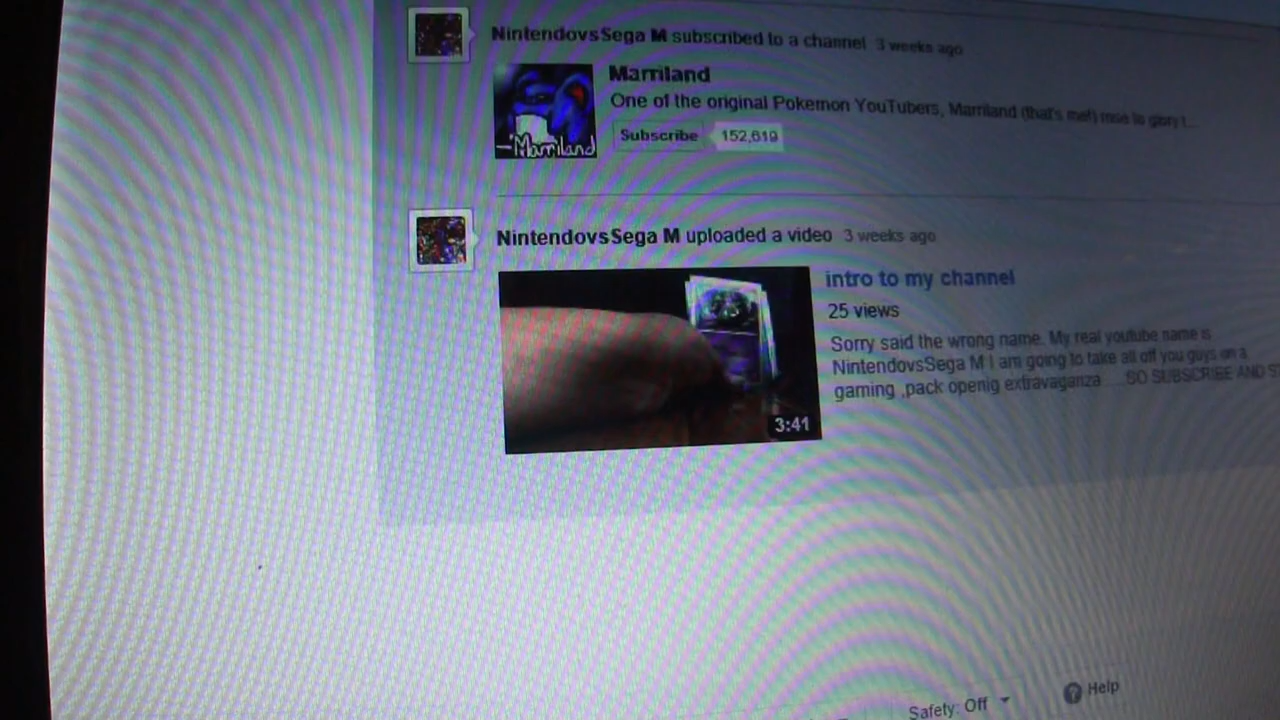 NintendovsSega M subscribed to a channel 3 weeks ago
Marriland
One of the original Pokemon YouTubers, Marriland (that's me!) rose to glory t...
Subscribe 152,619
-Marriland
NintendovsSega M uploaded a video 3 weeks ago
intro to my channel
25 views
Sorry said the wrong name. My real youtube name is
NintendovsSega M I am going to take all off you guys on a
gaming ,pack openig extravaganza ....SO SUBSCRIBE AND
3:41
Safety: Off
Help